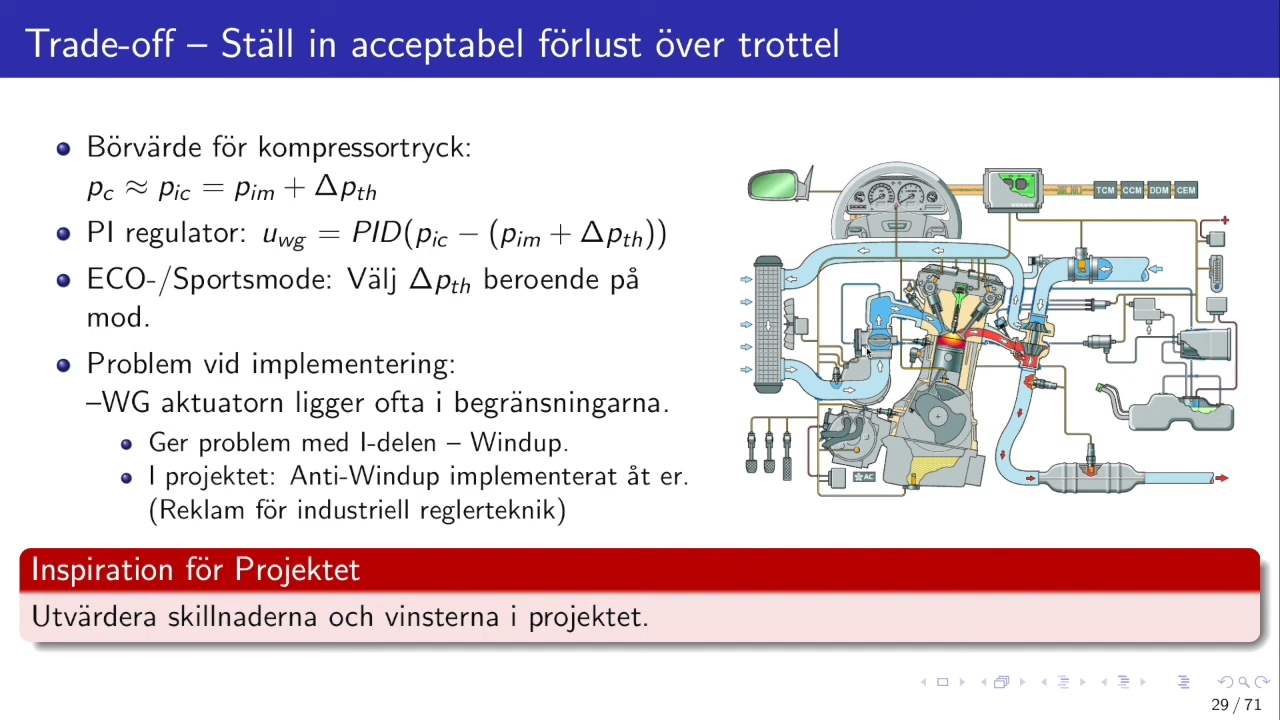 Trade-off – Ställ in acceptabel förlust över trottel
Börvärde för kompressortryck:
p_c ≈ p_ic = p_im + Δp_th
PI regulator: u_wg = PID(p_ic − (p_im + Δp_th))
ECO-/Sportsmode: Välj Δp_th beroende på
mod.
Problem vid implementering:
–WG aktuatorn ligger ofta i begränsningarna.
Ger problem med I-delen – Windup.
I projektet: Anti-Windup implementerat åt er.
(Reklam för industriell reglerteknik)
TCM CCM DDM CEM
VOLVO
AC
Inspiration för Projektet
Utvärdera skillnaderna och vinsterna i projektet.
29 / 71